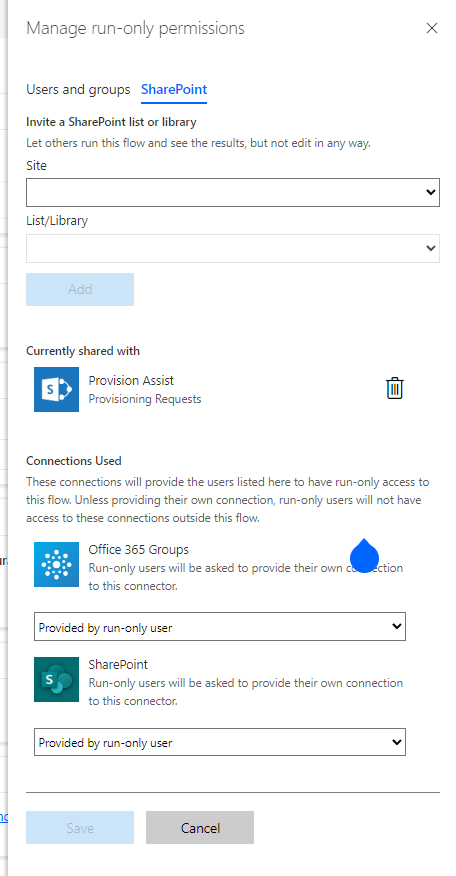 Manage run-only permissions
Users and groups SharePoint
Invite a SharePoint list or library
Let others run this flow and see the results, but not edit in any way.
Site
List/Library
Add
Currently shared with
Provision Assist
Provisioning Requests
Connections Used
These connections will provide the users listed here to have run-only access to
this flow. Unless providing their own connection, run-only users will not have
access to these connections outside this flow.
Office 365 Groups
Run-only users will be asked to provide their own connection
to this connector.
Provided by run-only user
SharePoint
Run-only users will be asked to provide their own connection
to this connector.
Provided by run-only user
Save Cancel